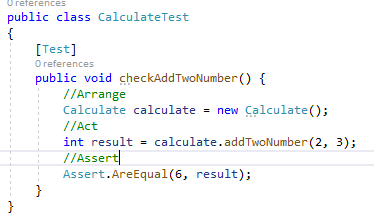 0 references
public class CalculateTest
{
[Test]
0 references
public void checkAddTwoNumber() {
//Arrange
Calculate calculate = new Calculate();
//Act
int result = calculate.addTwoNumber(2, 3);
//Assert
Assert.AreEqual(6, result);
}
}